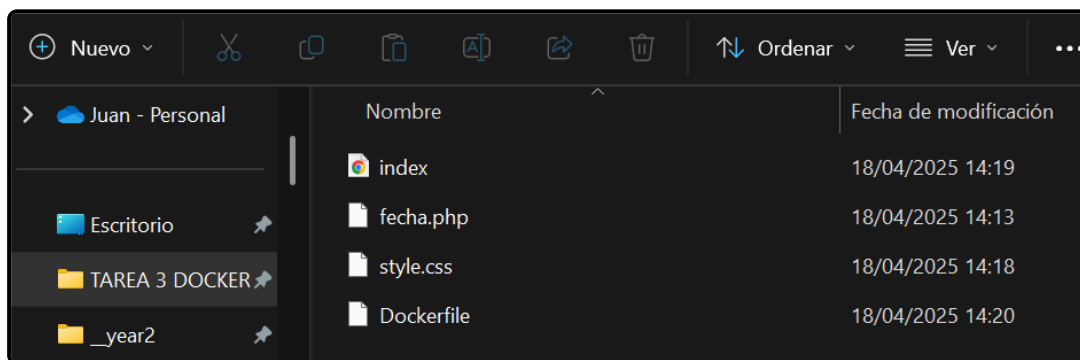 Nuevo Ordenar Ver
Juan - Personal
Nombre Fecha de modificación
index 18/04/2025 14:19
fecha.php 18/04/2025 14:13
Escritorio
style.css 18/04/2025 14:18
TAREA 3 DOCKER
Dockerfile 18/04/2025 14:20
__year2